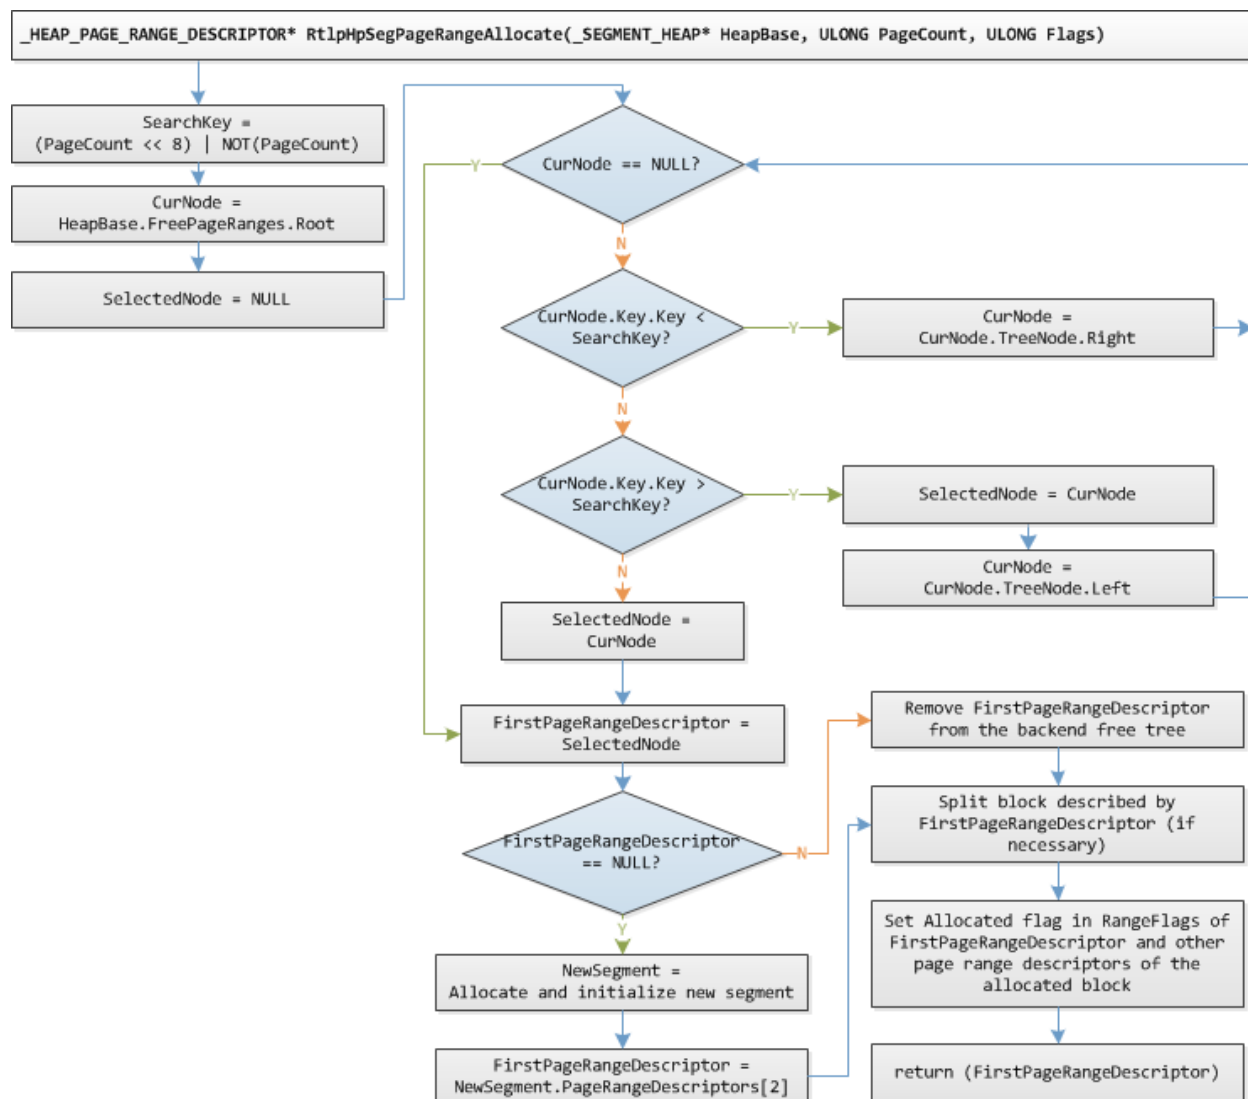 _HEAP_PAGE_RANGE_DESCRIPTOR* RtlpHpSegPageRangeAllocate(_SEGMENT_HEAP* HeapBase, ULONG PageCount, ULONG Flags)
SearchKey =
(PageCount << 8) | NOT(PageCount)
CurNode =
HeapBase.FreePageRanges.Root
SelectedNode = NULL
CurNode == NULL?
Y
N
CurNode.Key.Key <
SearchKey?
Y
CurNode =
CurNode.TreeNode.Right
N
CurNode.Key.Key >
SearchKey?
Y
SelectedNode = CurNode
CurNode =
CurNode.TreeNode.Left
N
SelectedNode =
CurNode
FirstPageRangeDescriptor =
SelectedNode
FirstPageRangeDescriptor
== NULL?
N
Y
NewSegment =
Allocate and initialize new segment
FirstPageRangeDescriptor =
NewSegment.PageRangeDescriptors[2]
Remove FirstPageRangeDescriptor
from the backend free tree
Split block described by
FirstPageRangeDescriptor (if
necessary)
Set Allocated flag in RangeFlags of
FirstPageRangeDescriptor and other
page range descriptors of the
allocated block
return (FirstPageRangeDescriptor)